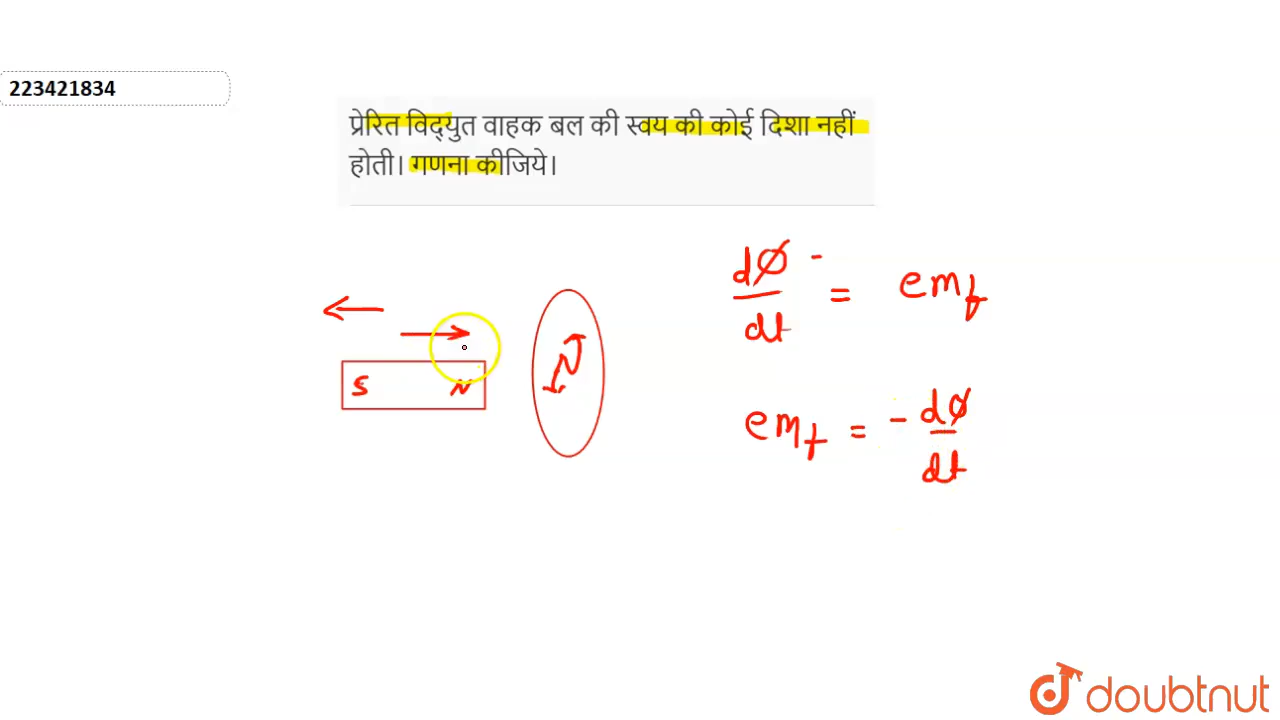 223421834
प्रेरित विद्युत वाहक बल की स्वय की कोई दिशा नहीं
होती। गणना कीजिये।
dφ/dt = emf
S N
N
emf = - dφ/dt
doubtnut